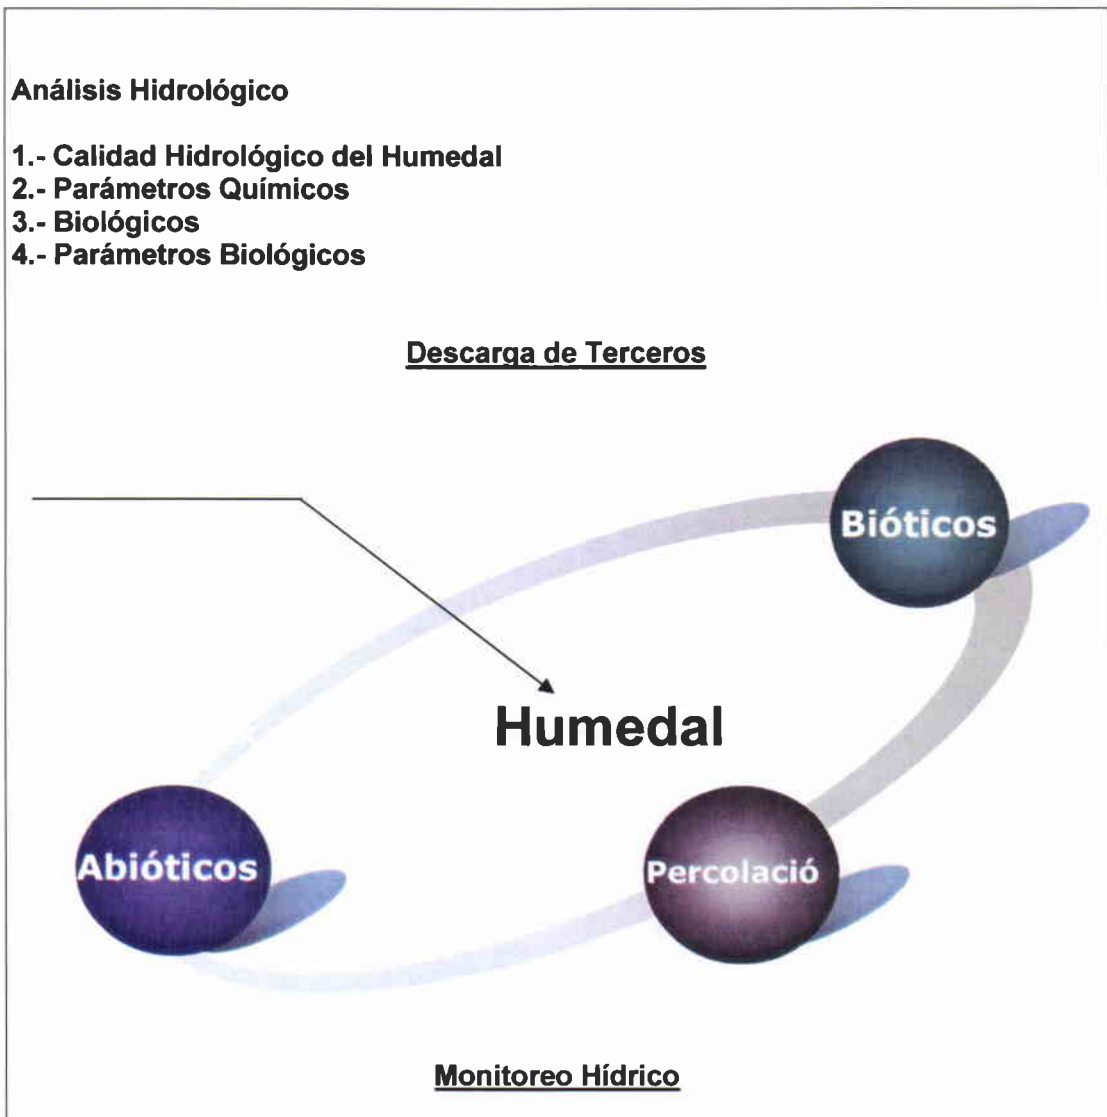 Análisis Hidrológico
1.- Calidad Hidrológico del Humedal
2.- Parámetros Químicos
3.- Biológicos
4.- Parámetros Biológicos
Descarga de Terceros
Bióticos
Humedal
Abióticos
Percolació
Monitoreo Hídrico